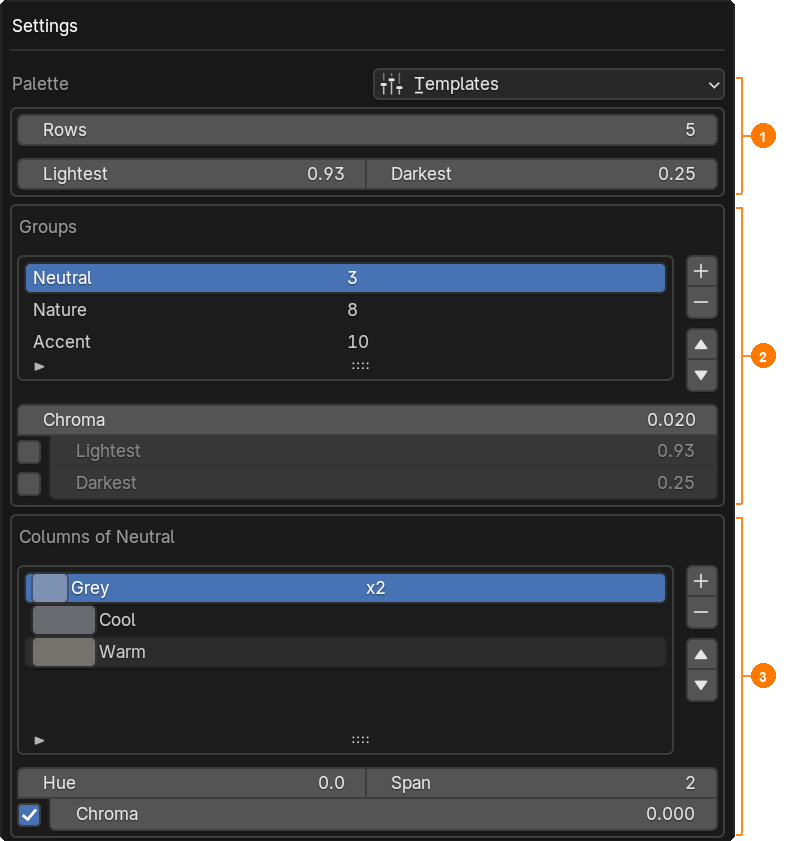 Settings
Palette Templates
1
Rows 5
Lightest 0.93 Darkest 0.25
Groups
Neutral 3
Nature 8
2
Accent 10
Chroma 0.020
Lightest 0.93
Darkest 0.25
Columns of Neutral
Grey x2
Cool
Warm
3
Hue 0.0 Span 2
Chroma 0.000